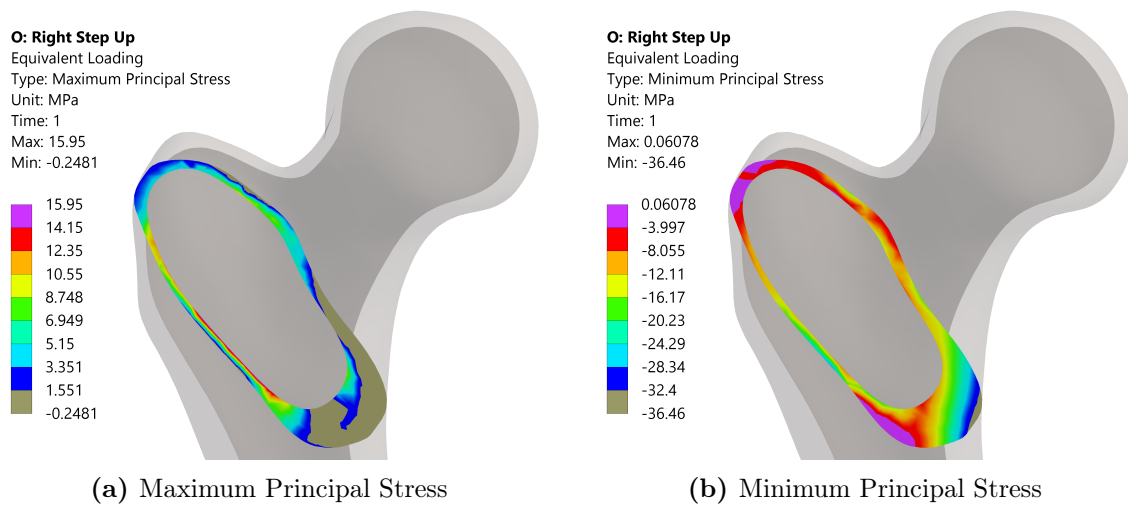 O: Right Step Up
Equivalent Loading
Type: Maximum Principal Stress
Unit: MPa
Time: 1
Max: 15.95
Min: -0.2481
15.95
14.15
12.35
10.55
8.748
6.949
5.15
3.351
1.551
-0.2481
(a) Maximum Principal Stress
O: Right Step Up
Equivalent Loading
Type: Minimum Principal Stress
Unit: MPa
Time: 1
Max: 0.06078
Min: -36.46
0.06078
-3.997
-8.055
-12.11
-16.17
-20.23
-24.29
-28.34
-32.4
-36.46
(b) Minimum Principal Stress